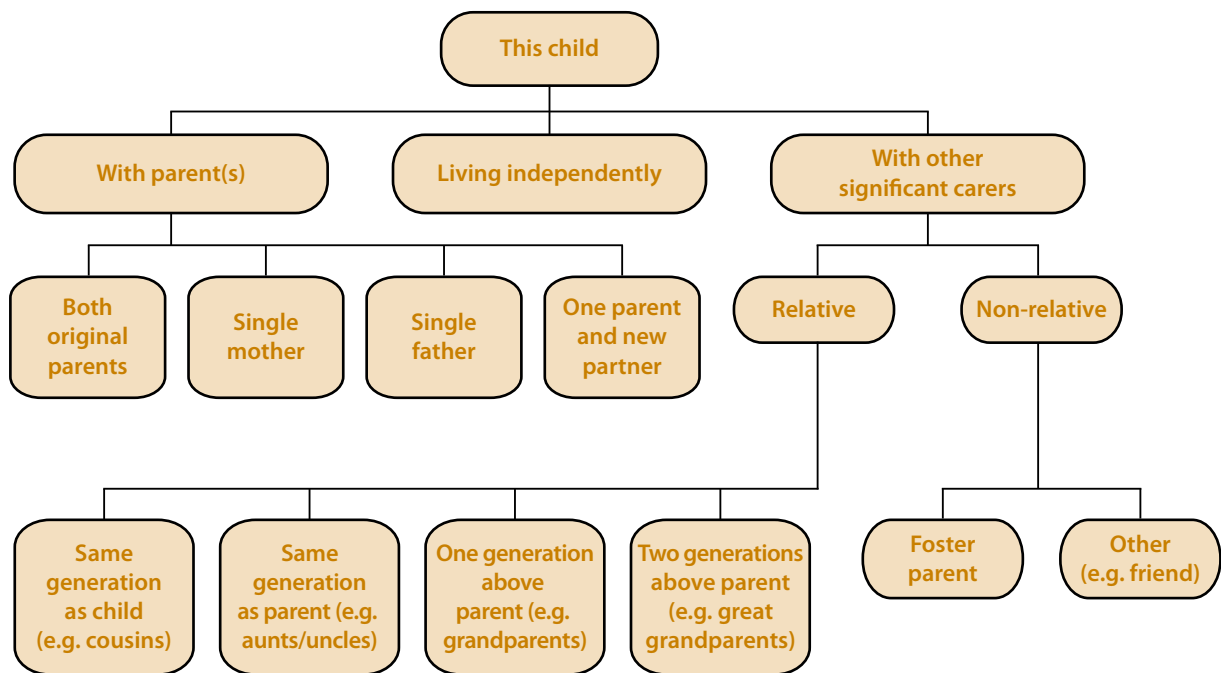 This child
With parent(s)
Living independently
With other
significant carers
Both
original
parents
Single
mother
Single
father
One parent
and new
partner
Relative
Non-relative
Same
generation
as child
(e.g. cousins)
Same
generation
as parent (e.g.
aunts/uncles)
One generation
above
parent (e.g.
grandparents)
Two generations
above parent
(e.g. great
grandparents)
Foster
parent
Other
(e.g. friend)